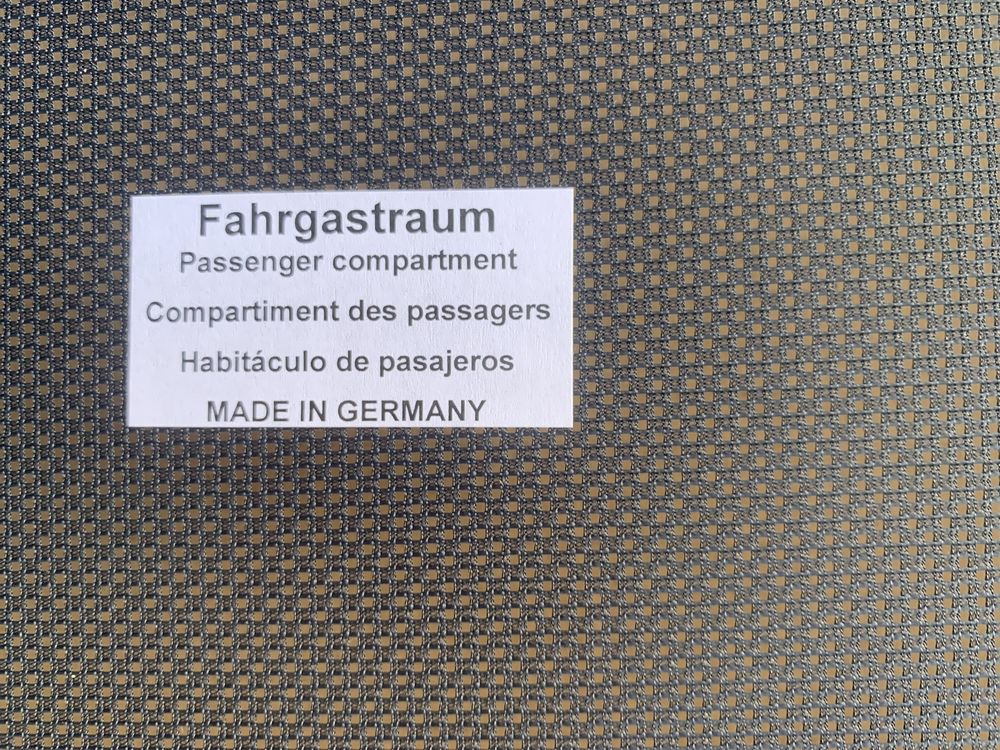 Fahrgastraum
Passenger compartment
Compartiment des passagers
Habitáculo de pasajeros
MADE IN GERMANY